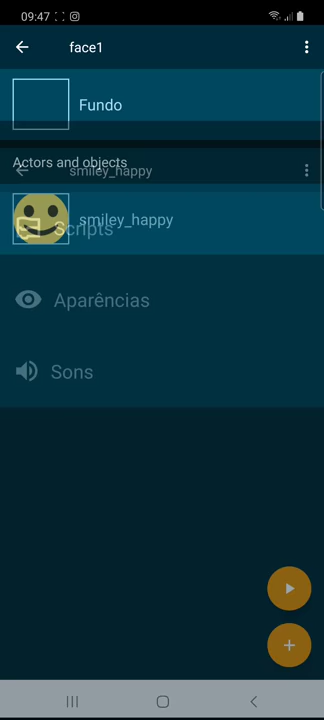 09:47
face1
Fundo
Actors and objects
smiley_happy
smiley_happy
Scripts
Aparências
Sons